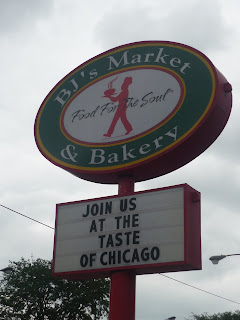 BJ's Market
Food For The Soul
& Bakery
JOIN US
AT THE
TASTE
OF CHICAGO